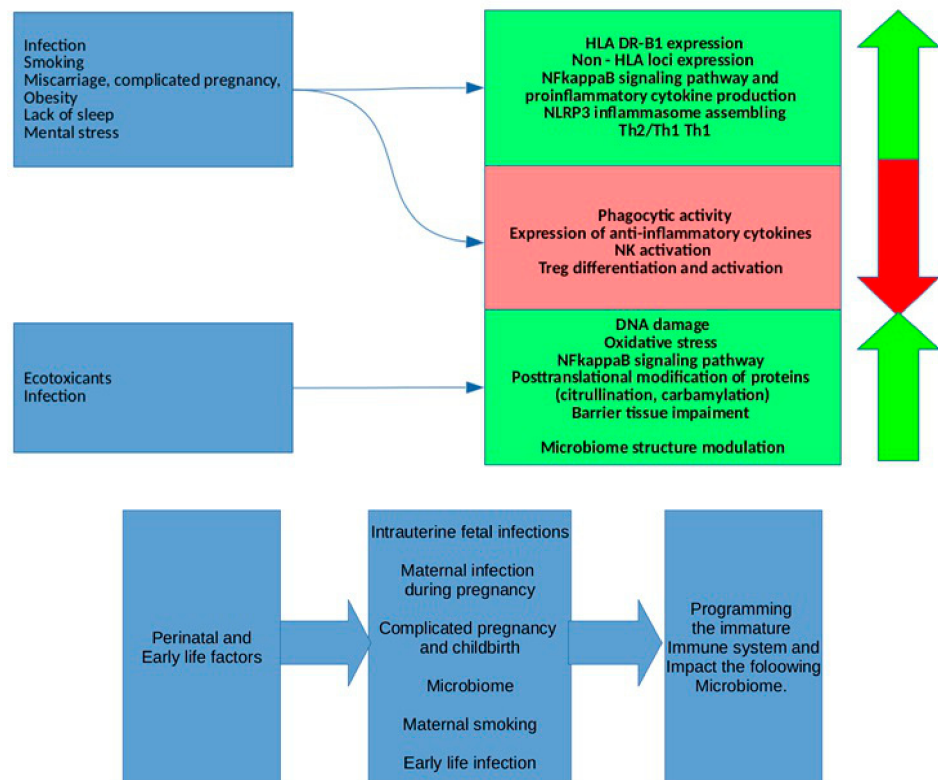 Infection
Smoking
Miscarriage, complicated pregnancy,
Obesity
Lack of sleep
Mental stress
HLA DR-B1 expression
Non - HLA loci expression
NFkappaB signaling pathway and
proinflammatory cytokine production
NLRP3 inflammasome assembling
Th2/Th1 Th1
Phagocytic activity
Expression of anti-inflammatory cytokines
NK activation
Treg differentiation and activation
Ecotoxicants
Infection
DNA damage
Oxidative stress
NFkappaB signaling pathway
Posttranslational modification of proteins
(citrullination, carbamylation)
Barrier tissue impaiment
Microbiome structure modulation
Perinatal and
Early life factors
Intrauterine fetal infections
Maternal infection
during pregnancy
Complicated pregnancy
and childbirth
Microbiome
Maternal smoking
Early life infection
Programming
the immature
Immune system and
Impact the foloowing
Microbiome.